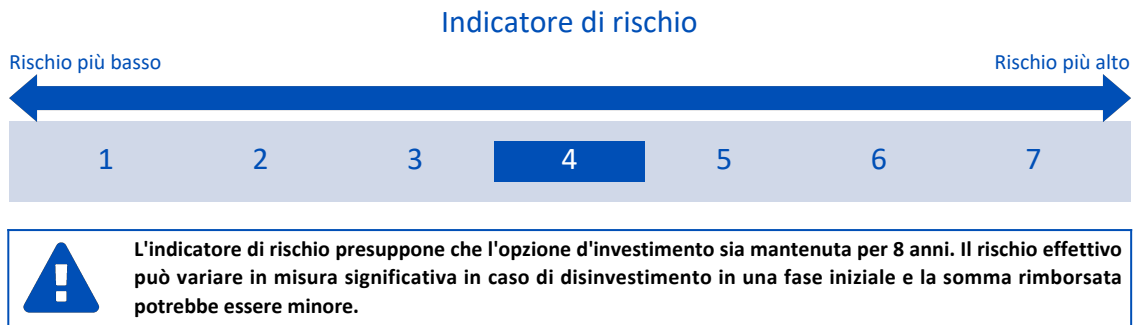 Indicatore di rischio
Rischio più basso Rischio più alto
1 2 3 4 5 6 7
L'indicatore di rischio presuppone che l'opzione d'investimento sia mantenuta per 8 anni. Il rischio effettivo
può variare in misura significativa in caso di disinvestimento in una fase iniziale e la somma rimborsata
potrebbe essere minore.